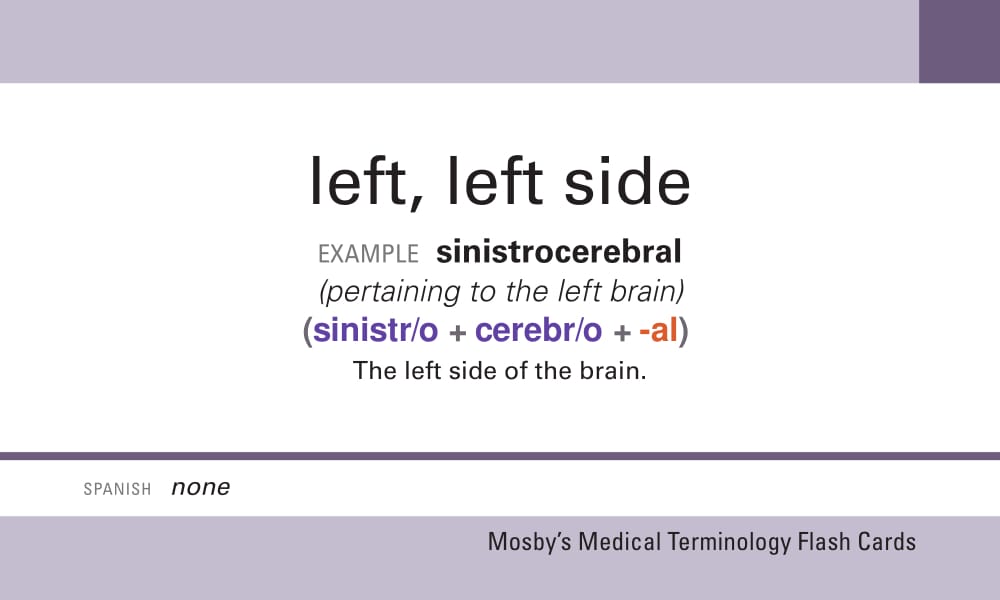 left, left side
EXAMPLE sinistrocerebral
(pertaining to the left brain)
(sinistr/o + cerebr/o + -al)
The left side of the brain.
SPANISH none
Mosby's Medical Terminology Flash Cards